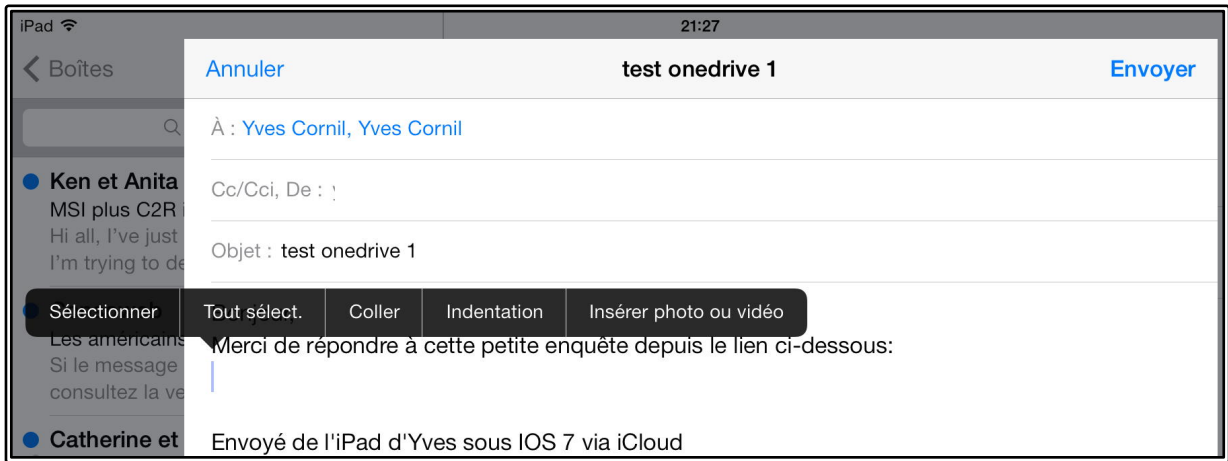 iPad 21:27
Boîtes
Annuler test onedrive 1 Envoyer
À : Yves Cornil, Yves Cornil
Cc/Cci, De :
Objet : test onedrive 1
Ken et Anita
MSI plus C2R
Hi all, I've just
I'm trying to de
Sélectionner Tout sélect. Coller Indentation Insérer photo ou vidéo
Les américains
Si le message
consultez la ve
Catherine et
Merci de répondre à cette petite enquête depuis le lien ci-dessous:
Envoyé de l'iPad d'Yves sous IOS 7 via iCloud